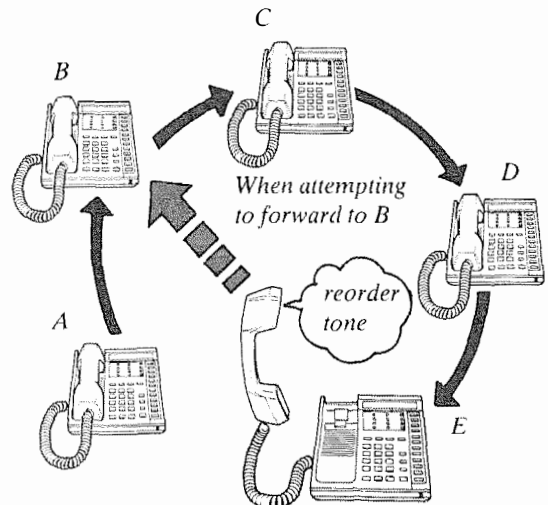 C
B
D
When attempting
to forward to B
reorder
tone
A
E